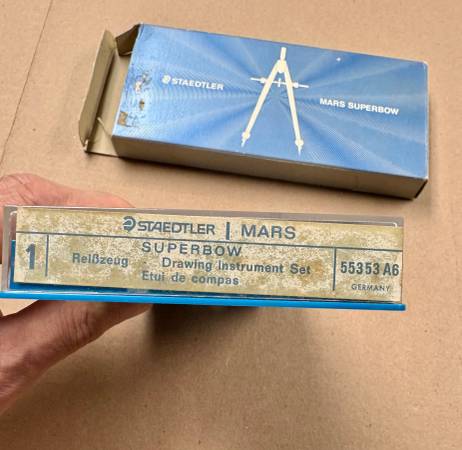 STAEDTLER
MARS SUPERBOW
STAEDTLER | MARS
1
SUPERBOW
Reißzeug - Drawing Instrument Set
Etui de compas
55353 A6
GERMANY